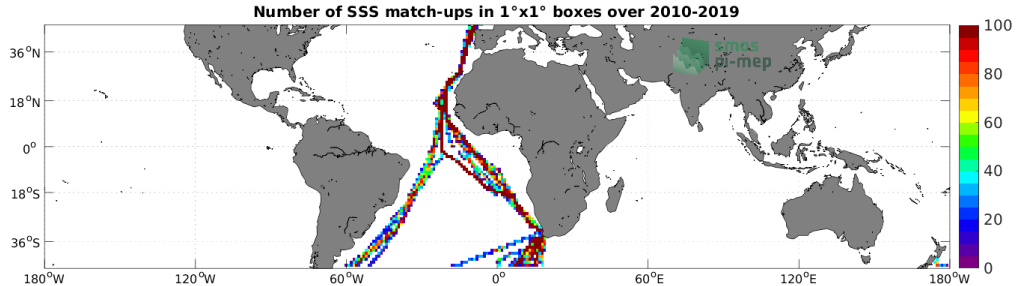 Number of SSS match-ups in 1°x1° boxes over 2010-2019
smos
pi-mep
36°N
18°N
0°
18°S
36°S
180°W
120°W
60°W
0°
60°E
120°E
180°W
100
80
60
40
20
0